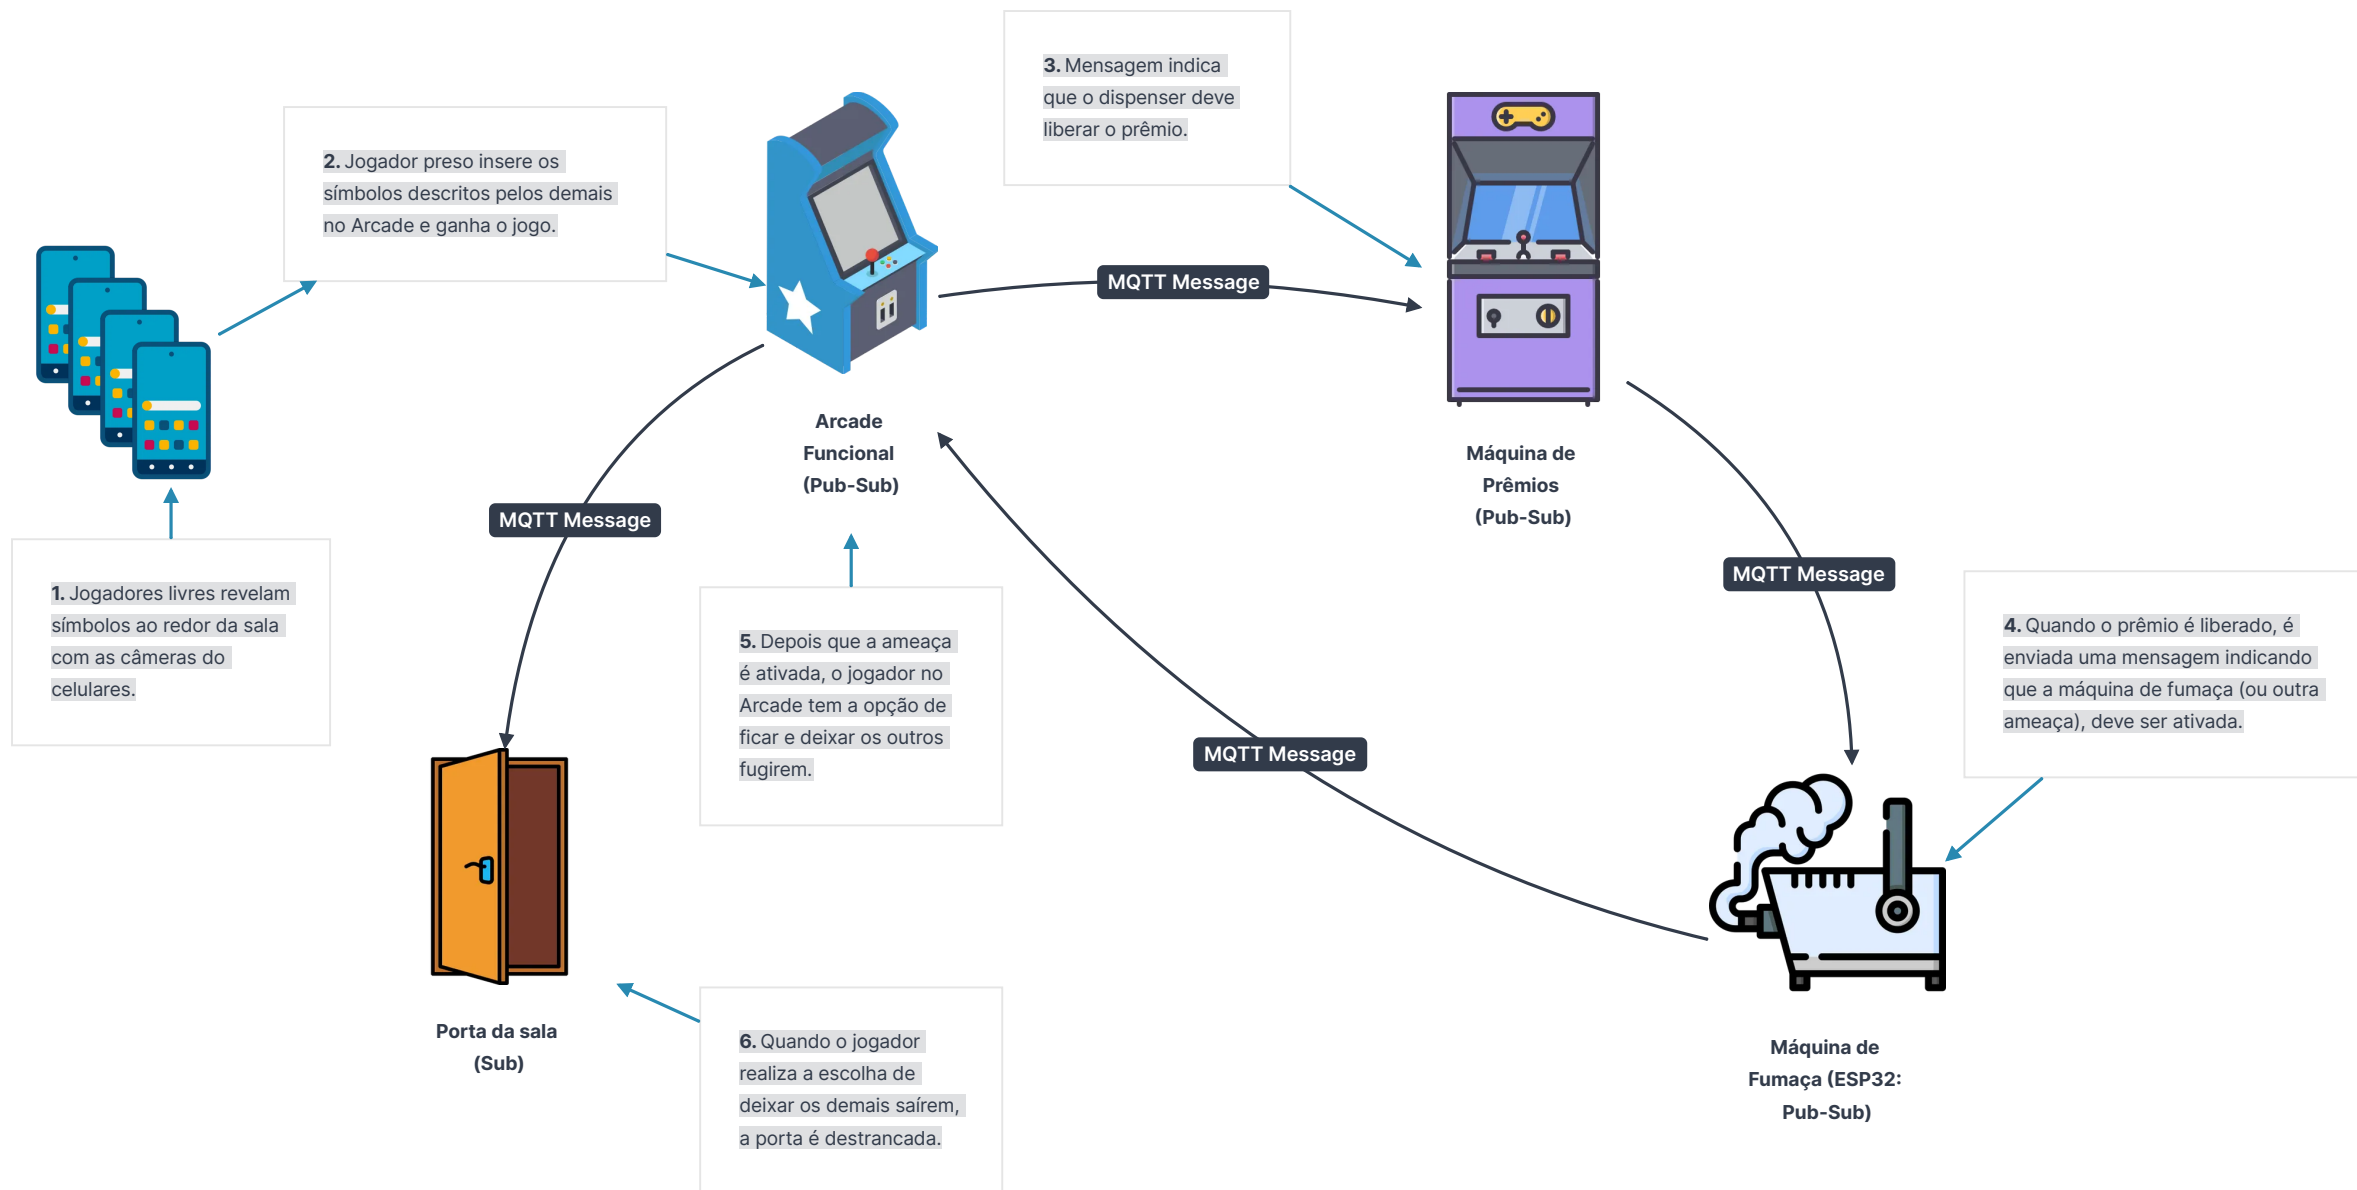 3. Mensagem indica
que o dispenser deve
liberar o prêmio.
2. Jogador preso insere os
símbolos descritos pelos demais
no Arcade e ganha o jogo.
MQTT Message
Arcade
Funcional
(Pub-Sub)
Máquina de
Prêmios
(Pub-Sub)
MQTT Message
MQTT Message
1. Jogadores livres revelam
símbolos ao redor da sala
com as câmeras do
celulares.
5. Depois que a ameaça
é ativada, o jogador no
Arcade tem a opção de
ficar e deixar os outros
fugirem.
4. Quando o prêmio é liberado, é
enviada uma mensagem indicando
que a máquina de fumaça (ou outra
ameaça), deve ser ativada.
MQTT Message
Porta da sala
(Sub)
6. Quando o jogador
realiza a escolha de
deixar os demais saírem,
a porta é destrancada.
Máquina de
Fumaça (ESP32:
Pub-Sub)